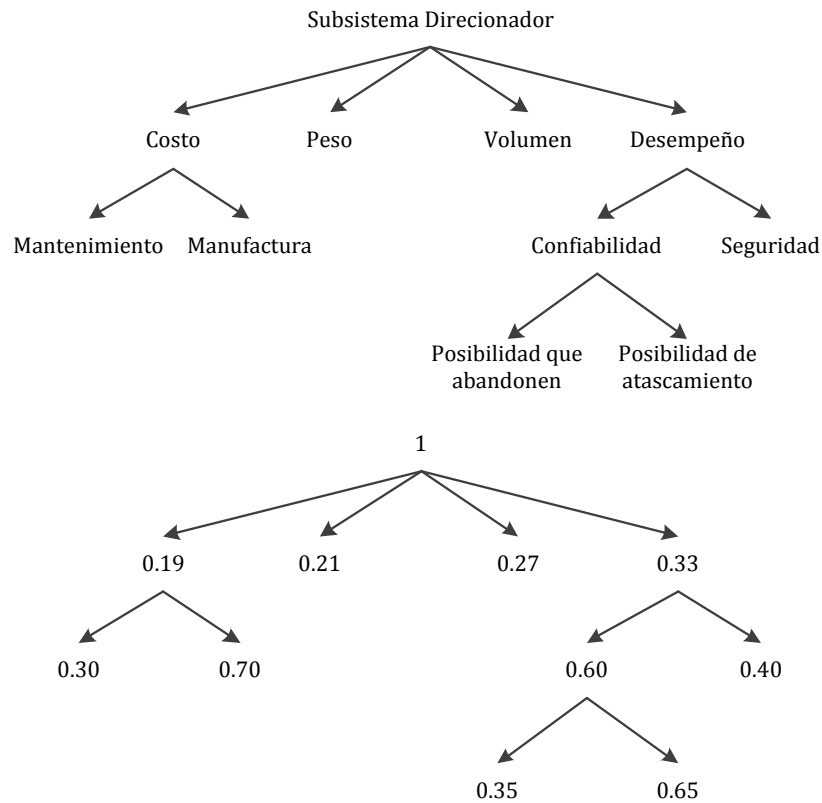 Subsistema Direcionador
Costo Peso Volumen Desempeño
Mantenimiento Manufactura Confiabilidad Seguridad
Posibilidad que abandonen
Posibilidad de atascamiento
1
0.19 0.21 0.27 0.33
0.30 0.70 0.60 0.40
0.35 0.65